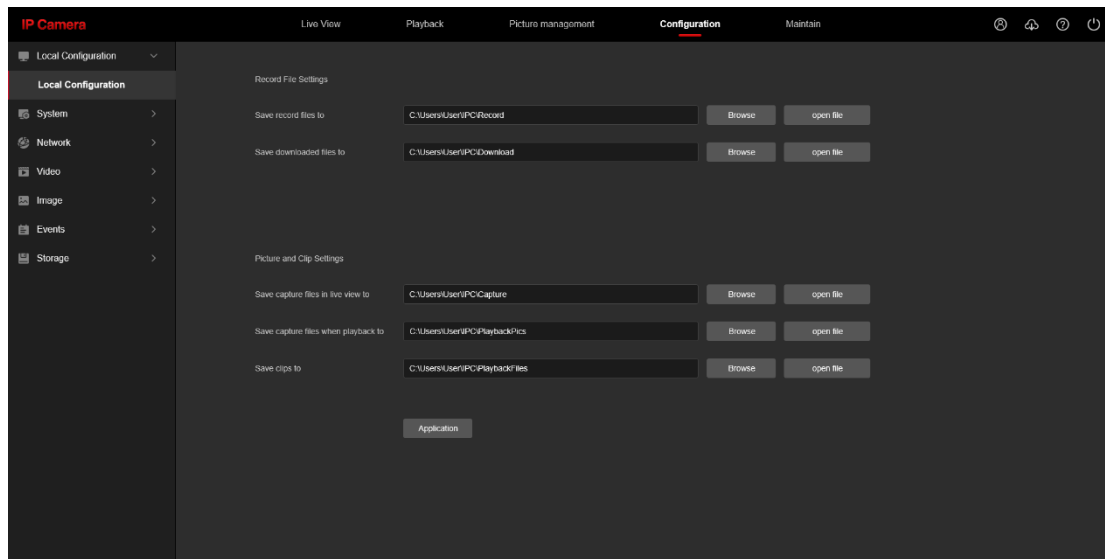 IP Camera Live View Playback Picture management Configuration Maintain
Local Configuration
Local Configuration
System
Network
Video
Image
Events
Storage
Record File Settings
Save record files to C:\Users\User\IPC\Record Browse open file
Save downloaded files to C:\Users\User\IPC\Download Browse open file
Picture and Clip Settings
Save capture files in live view to C:\Users\User\IPC\Capture Browse open file
Save capture files when playback to C:\Users\User\IPC\PlaybackPics Browse open file
Save clips to C:\Users\User\IPC\PlaybackFiles Browse open file
Application